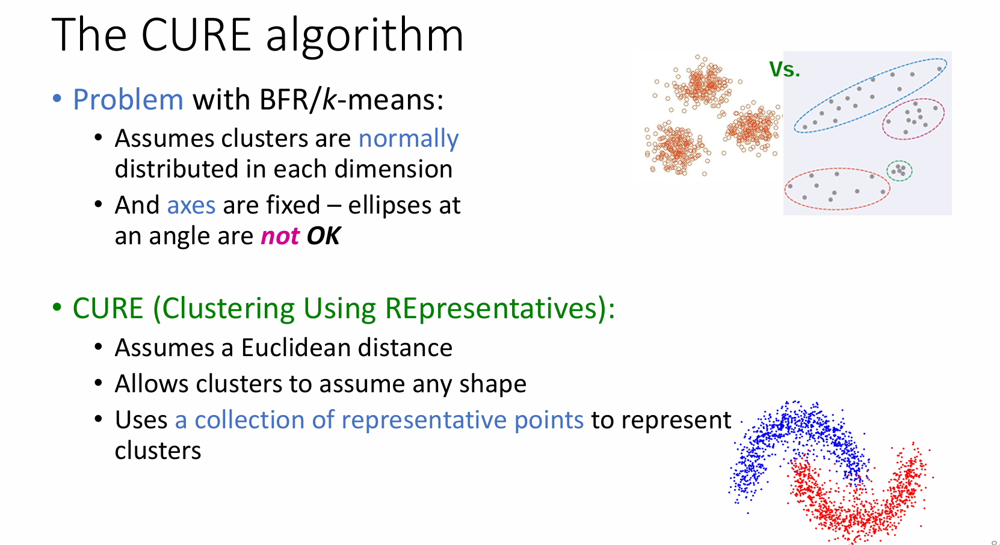 The CURE algorithm
• Problem with BFR/k-means:
• Assumes clusters are normally
distributed in each dimension
• And axes are fixed – ellipses at
an angle are not OK
Vs.
• CURE (Clustering Using REpresentatives):
• Assumes a Euclidean distance
• Allows clusters to assume any shape
• Uses a collection of representative points to represent
clusters